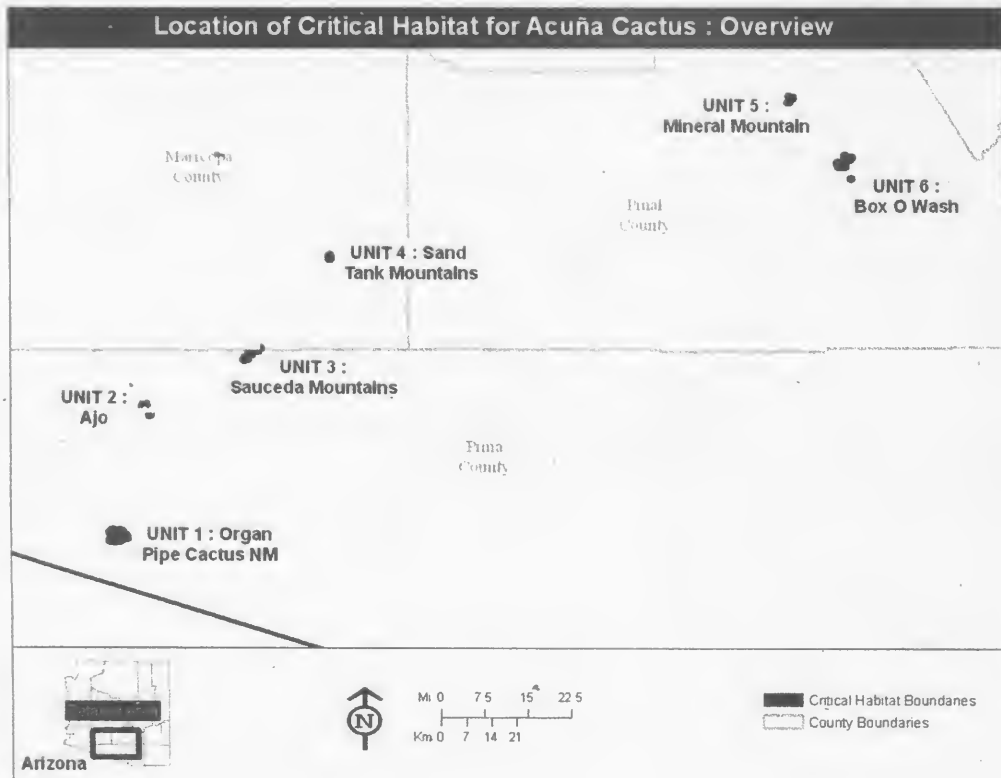 Location of Critical Habitat for Acuña Cactus : Overview
UNIT 5 :
Mineral Mountain
Maricopa
County
UNIT 6 :
Box O Wash
Pinal
County
UNIT 4 : Sand
Tank Mountains
UNIT 3 :
Sauceda Mountains
UNIT 2 :
Ajo
Pima
County
UNIT 1 : Organ
Pipe Cactus NM
Arizona
N
Mi 0 7 5 15 22 5
Km 0 7 14 21
Critical Habitat Boundaries
County Boundaries